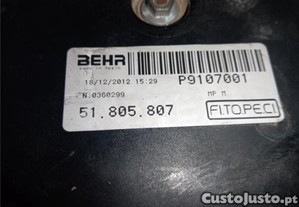 BEHR
18/12/2012 15:29
P9107001
N.0360299
MP M
51.805.807
FITOPECI
CustoJusto.pt